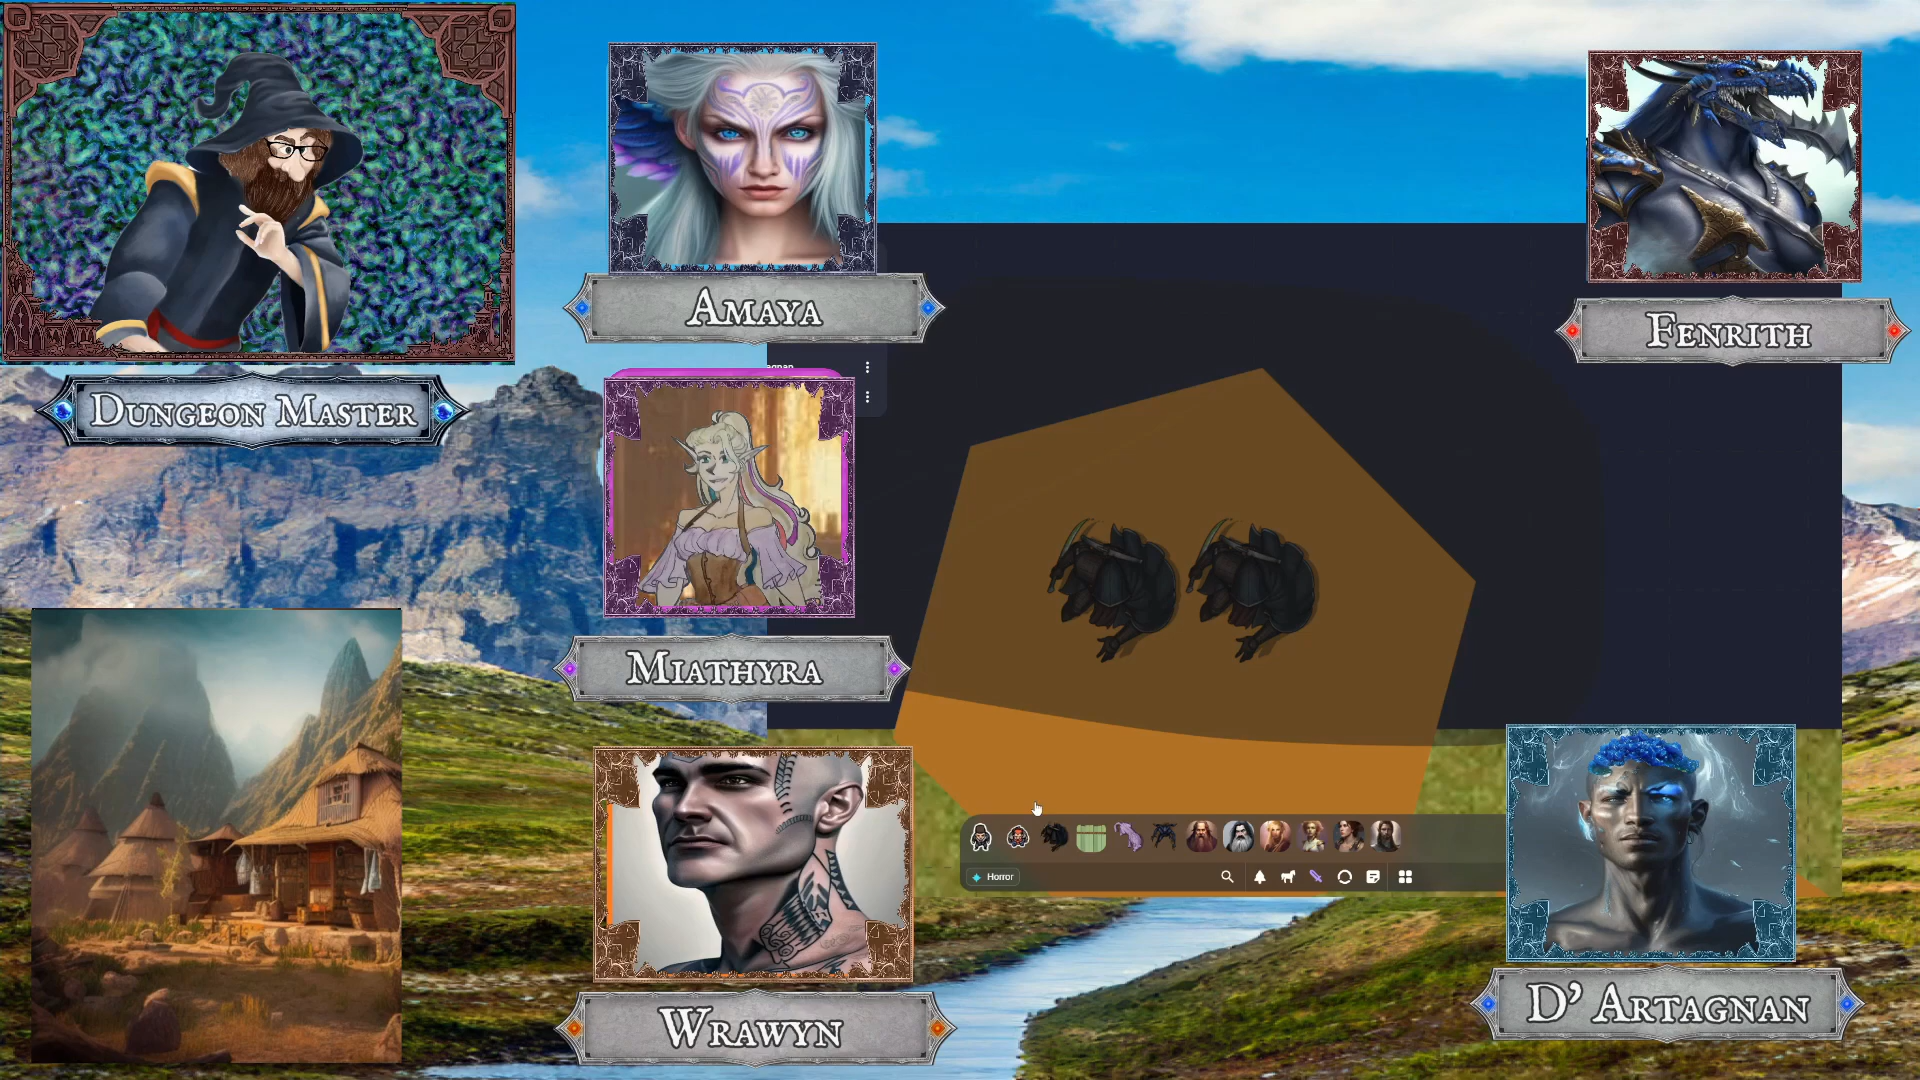 Amaya
Fenrith
Dungeon Master
Miathyra
Horror
D' Artagnan
Wrawyn